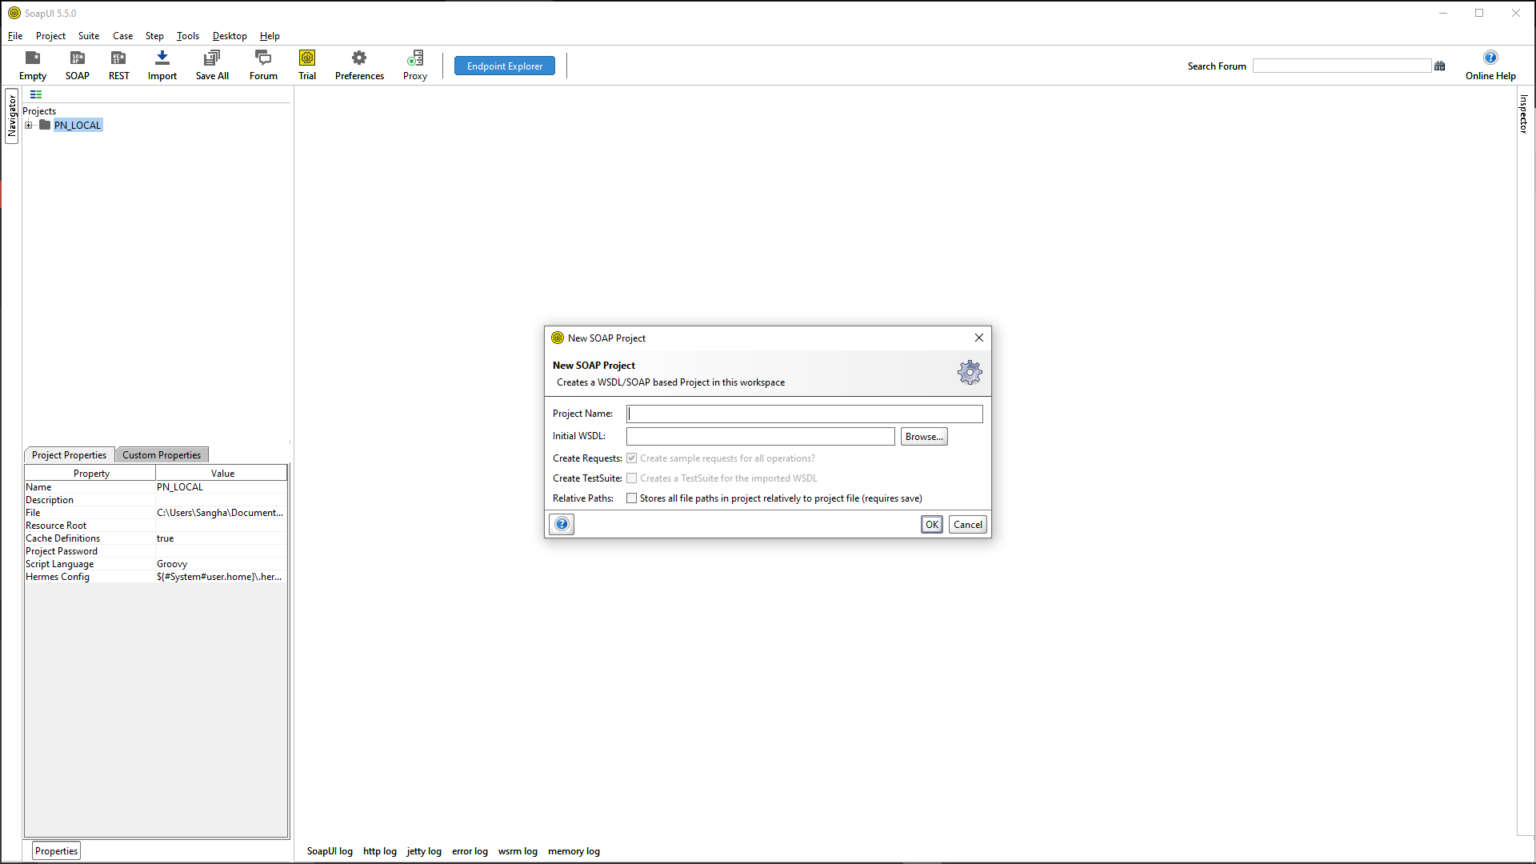 SoapUI 5.5.0
File Project Suite Case Step Tools Desktop Help
Empty SOAP REST Import Save All Forum Trial Preferences Proxy Endpoint Explorer Search Forum Online Help
Navigator
Inspector
Projects
PN_LOCAL
New SOAP Project
New SOAP Project
Creates a WSDL/SOAP based Project in this workspace
Project Name:
Initial WSDL: Browse...
Create Requests: Create sample requests for all operations?
Create TestSuite: Creates a TestSuite for the imported WSDL
Relative Paths: Stores all file paths in project relatively to project file (requires save)
OK Cancel
Project Properties Custom Properties
Property Value
Name PN_LOCAL
Description
File C:\Users\Sangha\Document...
Resource Root
Cache Definitions true
Project Password
Script Language Groovy
Hermes Config ${#System#user.home}\.her...
Properties
SoapUI log http log jetty log error log wsrm log memory log